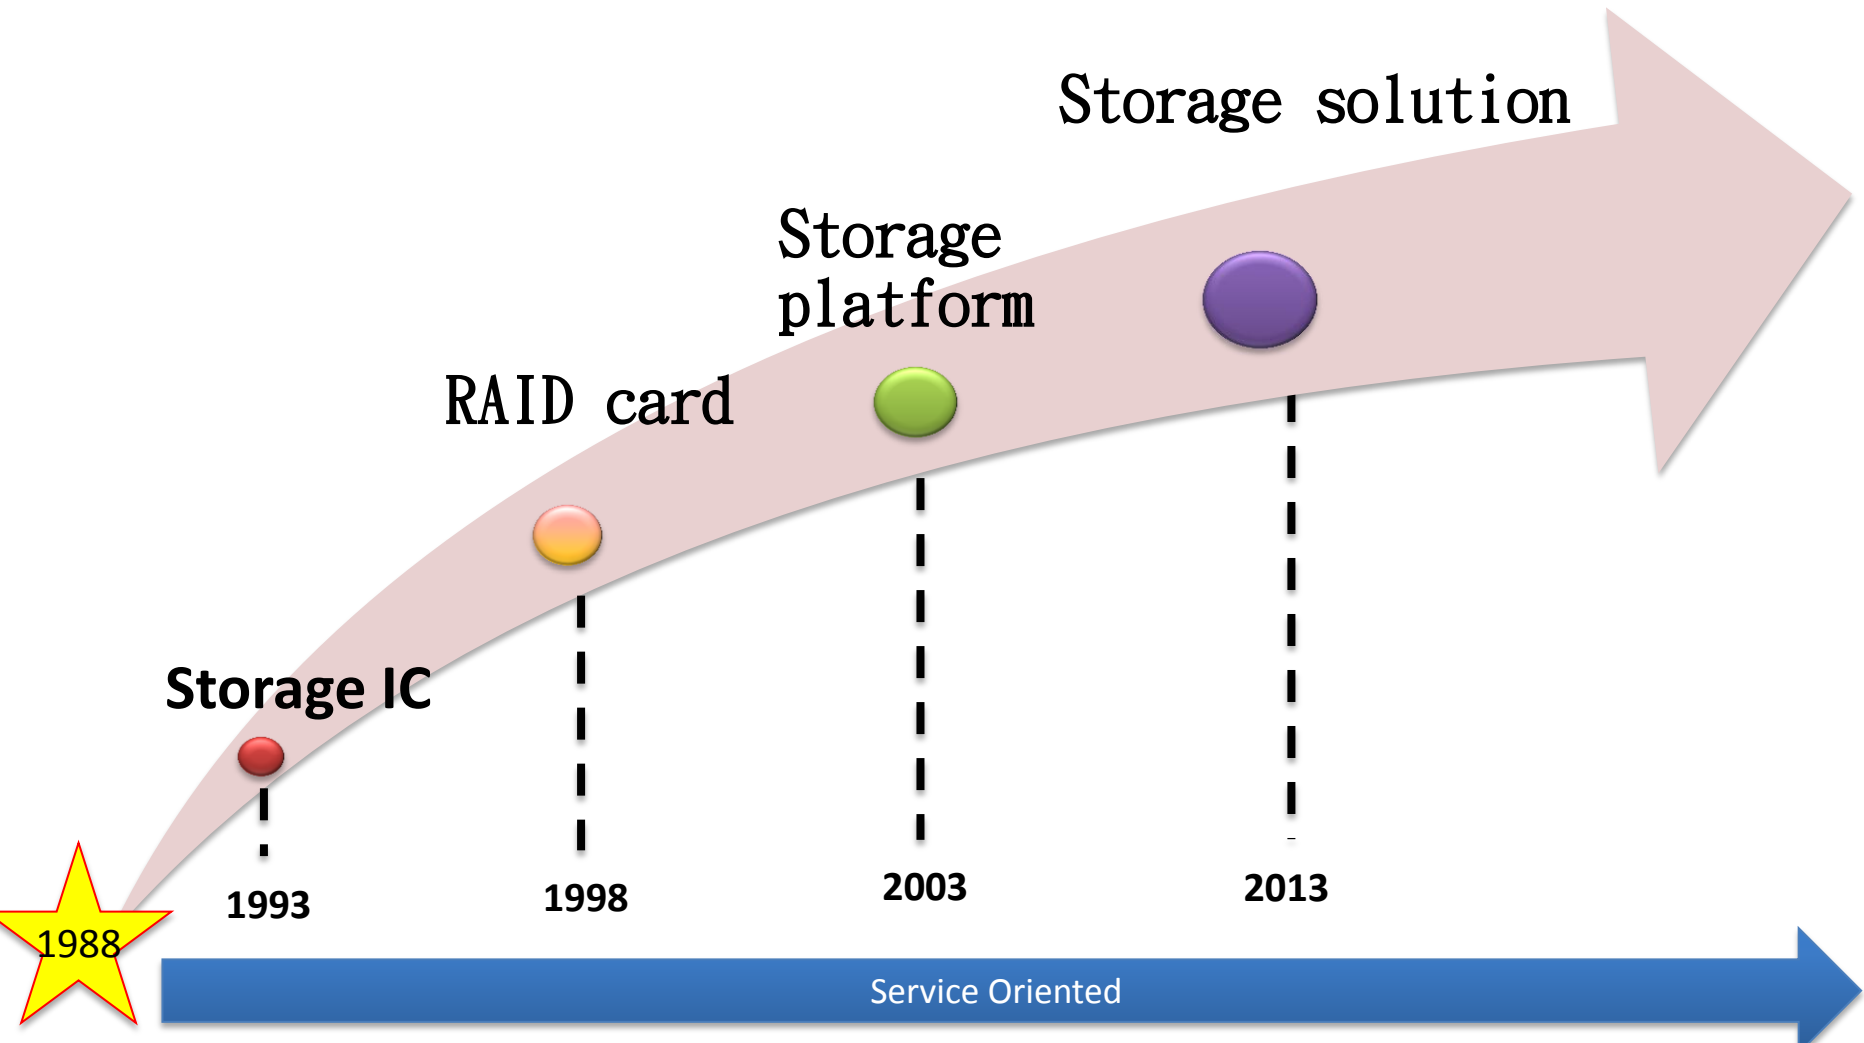 Storage solution
Storage
platform
RAID card
Storage IC
1993
1998
2003
2013
1988
Service Oriented